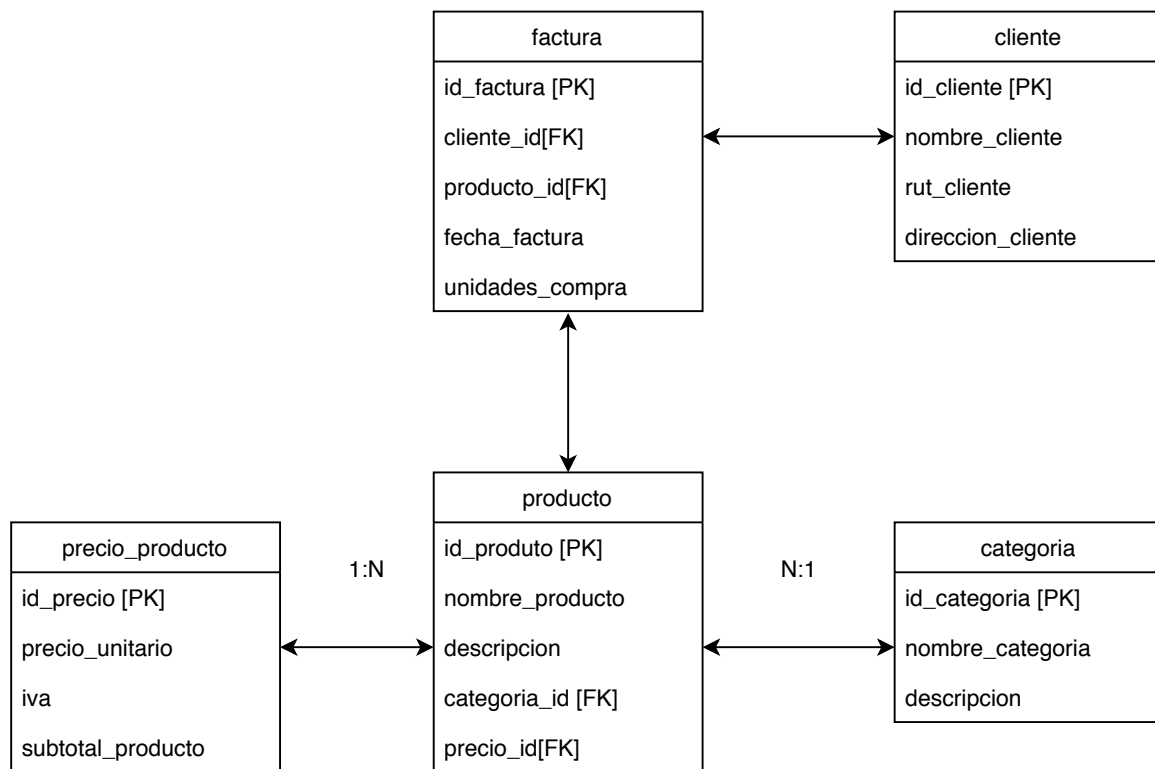 factura
id_factura [PK]
cliente_id[FK]
producto_id[FK]
fecha_factura
unidades_compra
cliente
id_cliente [PK]
nombre_cliente
rut_cliente
direccion_cliente
precio_producto
id_precio [PK]
precio_unitario
iva
subtotal_producto
1:N
producto
id_produto [PK]
nombre_producto
descripcion
categoria_id [FK]
precio_id[FK]
N:1
categoria
id_categoria [PK]
nombre_categoria
descripcion